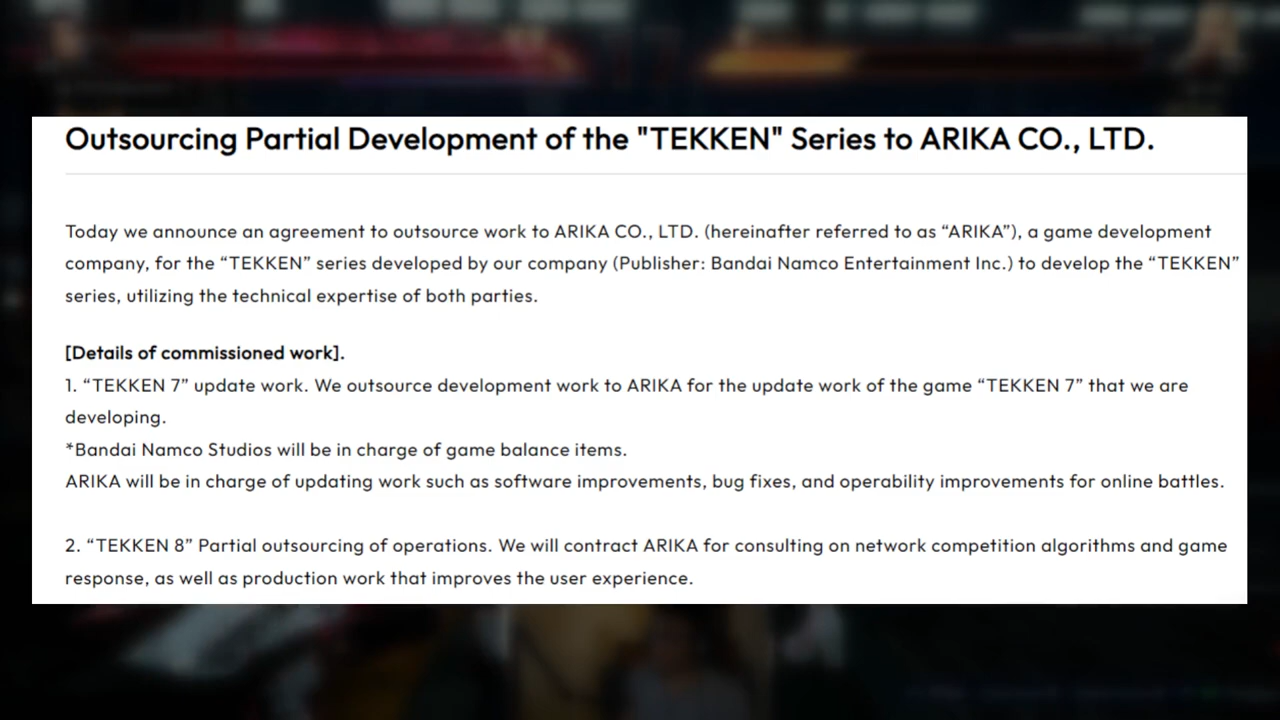 Outsourcing Partial Development of the "TEKKEN" Series to ARIKA CO., LTD.
Today we announce an agreement to outsource work to ARIKA CO., LTD. (hereinafter referred to as “ARIKA”), a game development
company, for the “TEKKEN” series developed by our company (Publisher: Bandai Namco Entertainment Inc.) to develop the “TEKKEN”
series, utilizing the technical expertise of both parties.
[Details of commissioned work].
1. “TEKKEN 7” update work. We outsource development work to ARIKA for the update work of the game “TEKKEN 7” that we are
developing.
*Bandai Namco Studios will be in charge of game balance items.
ARIKA will be in charge of updating work such as software improvements, bug fixes, and operability improvements for online battles.
2. “TEKKEN 8” Partial outsourcing of operations. We will contract ARIKA for consulting on network competition algorithms and game
response, as well as production work that improves the user experience.